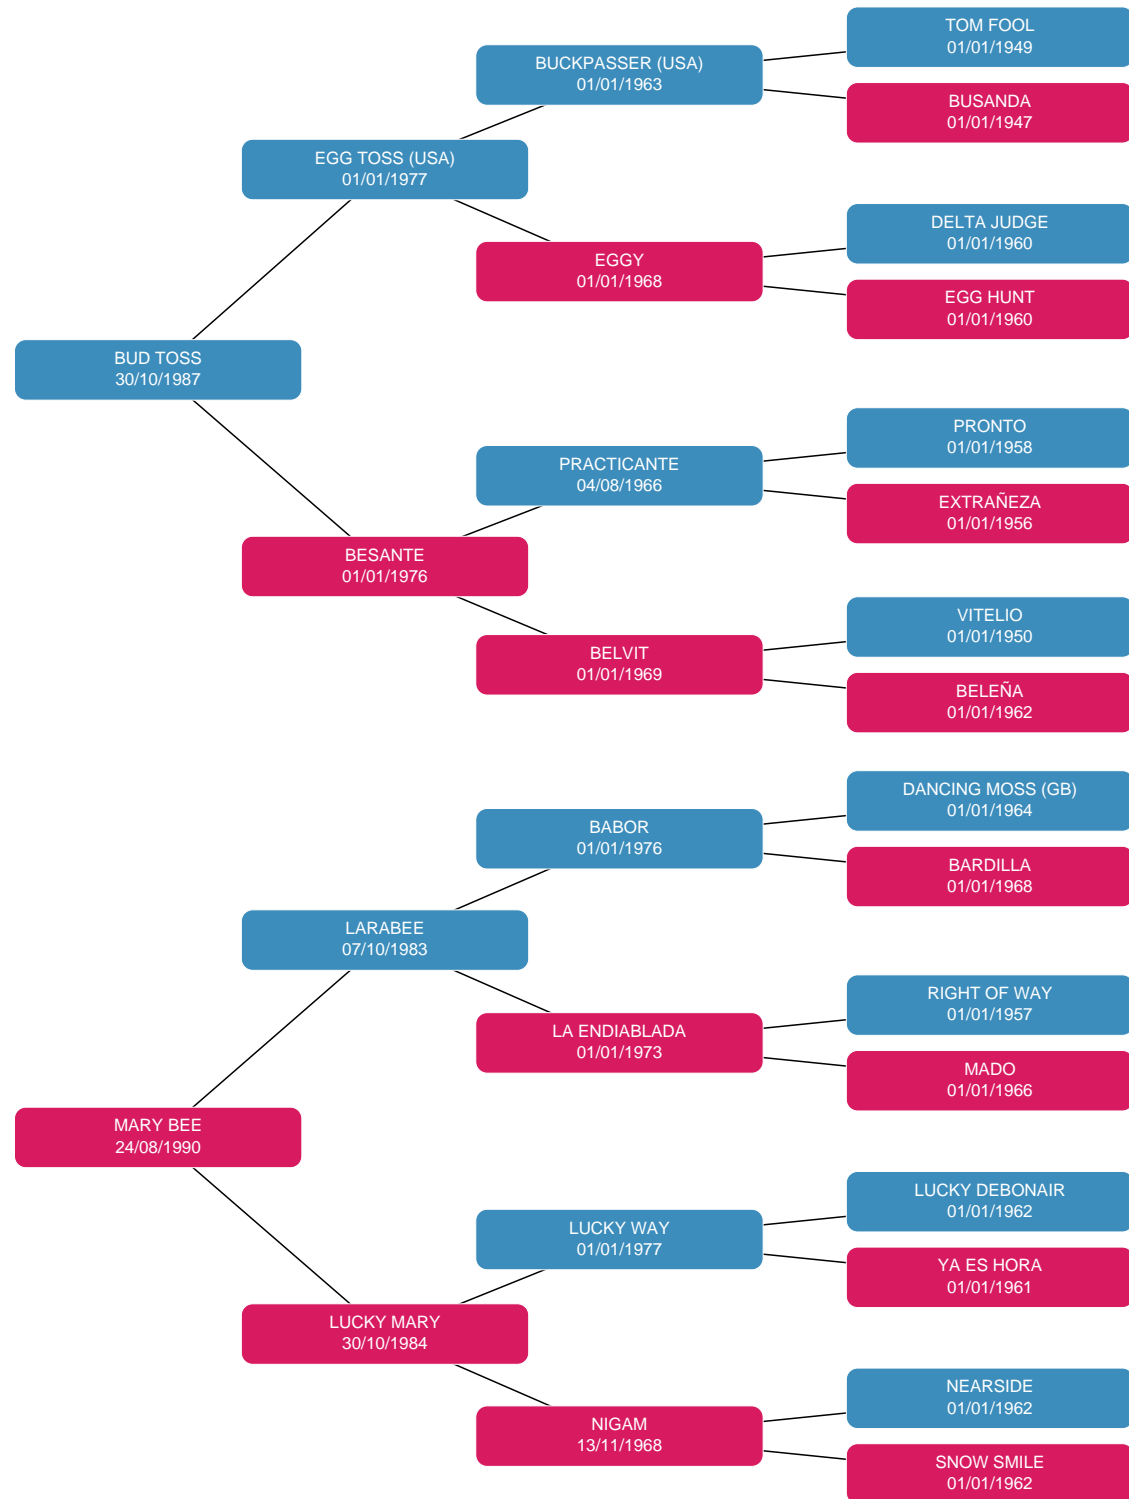 TOM FOOL
01/01/1949
BUCKPASSER (USA)
01/01/1963
BUSANDA
01/01/1947
EGG TOSS (USA)
01/01/1977
DELTA JUDGE
01/01/1960
EGGY
01/01/1968
EGG HUNT
01/01/1960
BUD TOSS
30/10/1987
PRONTO
01/01/1958
PRACTICANTE
04/08/1966
EXTRAÑEZA
01/01/1956
BESANTE
01/01/1976
VITELIO
01/01/1950
BELVIT
01/01/1969
BELEÑA
01/01/1962
DANCING MOSS (GB)
01/01/1964
BABOR
01/01/1976
BARDILLA
01/01/1968
LARABEE
07/10/1983
RIGHT OF WAY
01/01/1957
LA ENDIABLADA
01/01/1973
MADO
01/01/1966
MARY BEE
24/08/1990
LUCKY DEBONAIR
01/01/1962
LUCKY WAY
01/01/1977
YA ES HORA
01/01/1961
LUCKY MARY
30/10/1984
NEARSIDE
01/01/1962
NIGAM
13/11/1968
SNOW SMILE
01/01/1962